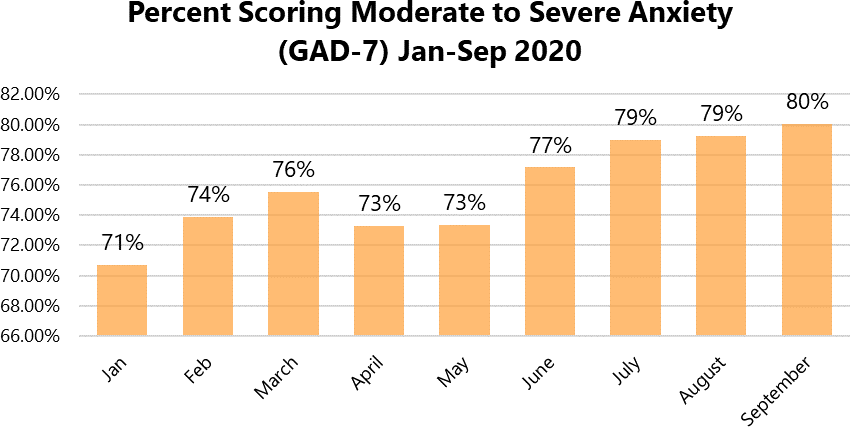 Percent Scoring Moderate to Severe Anxiety
(GAD-7) Jan-Sep 2020
82.00%
80.00%
78.00%
76.00%
74.00%
72.00%
70.00%
68.00%
66.00%
71%
74%
76%
73%
73%
77%
79%
79%
80%
Jan
Feb
March
April
May
June
July
August
September